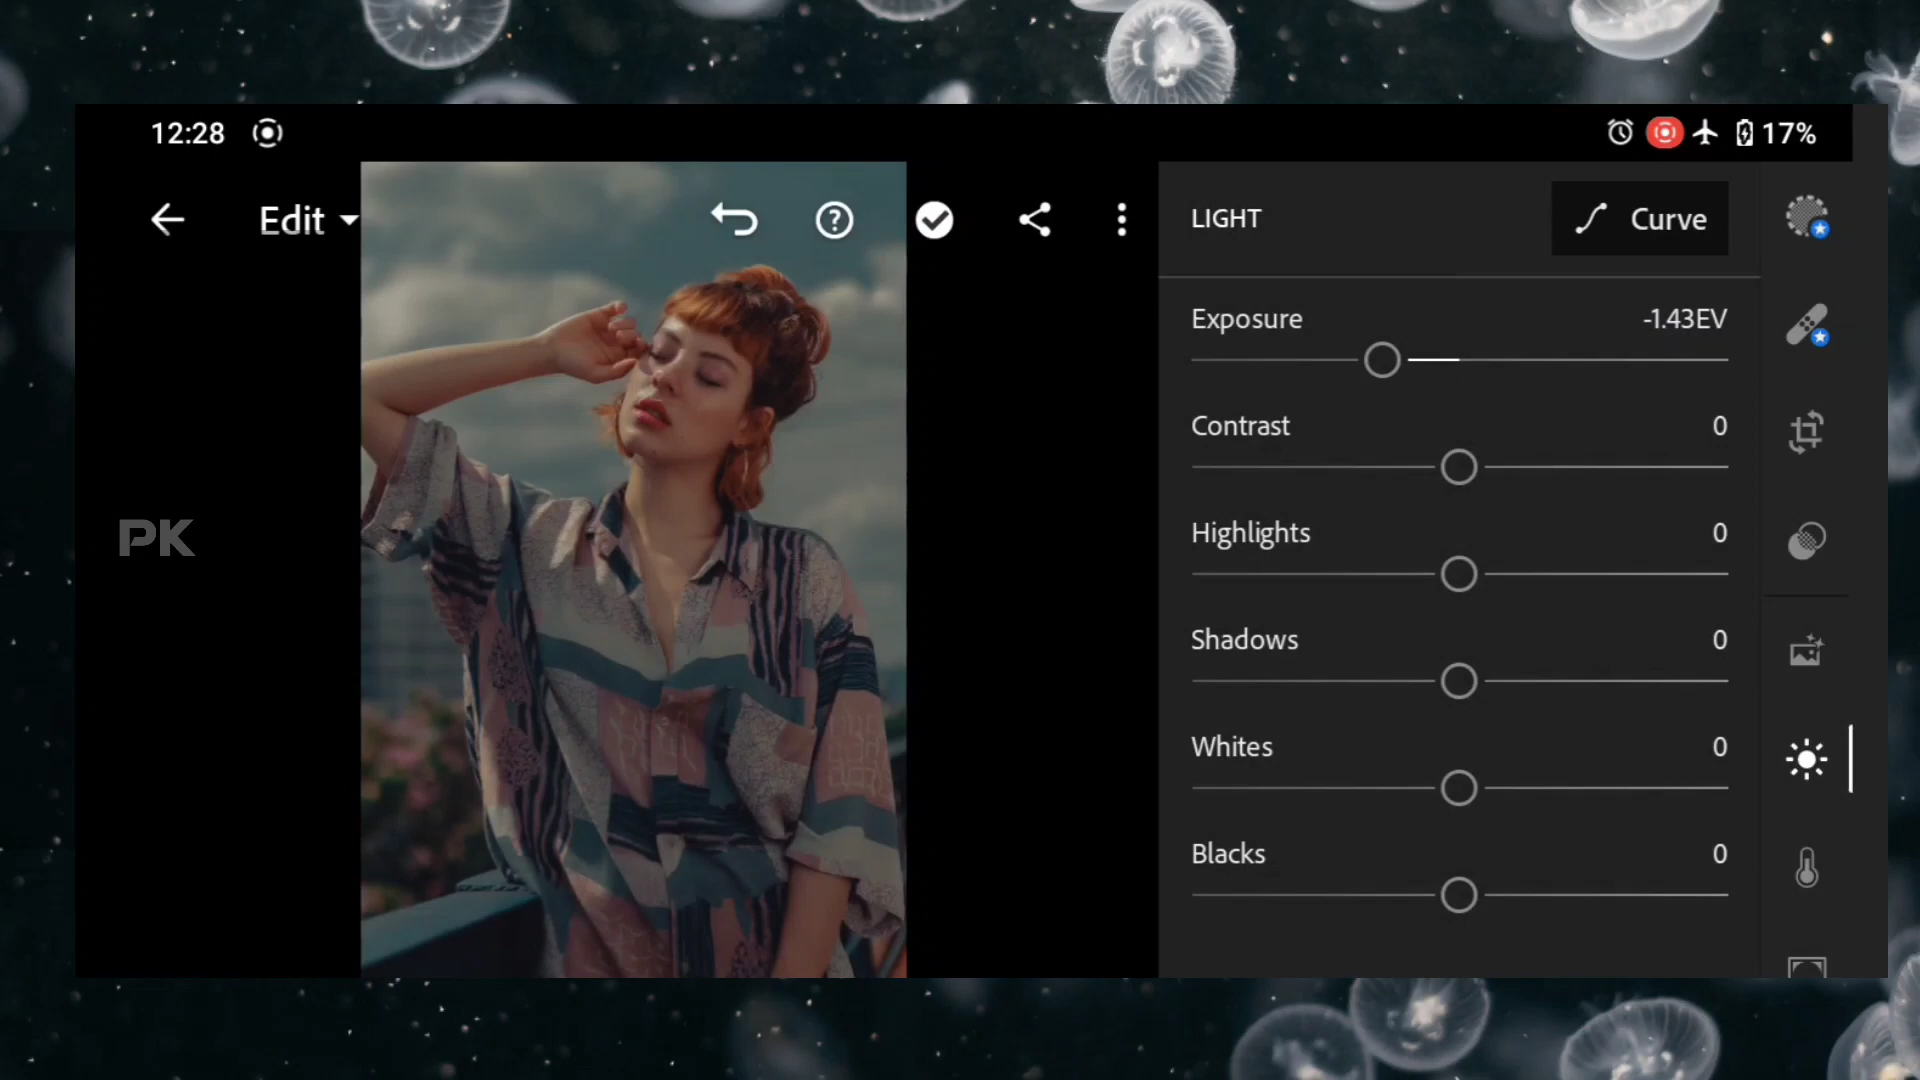 12:28
17%
Edit
LIGHT
Curve
Exposure
-1.43EV
Contrast
0
Highlights
0
PK
Shadows
0
Whites
0
Blacks
0